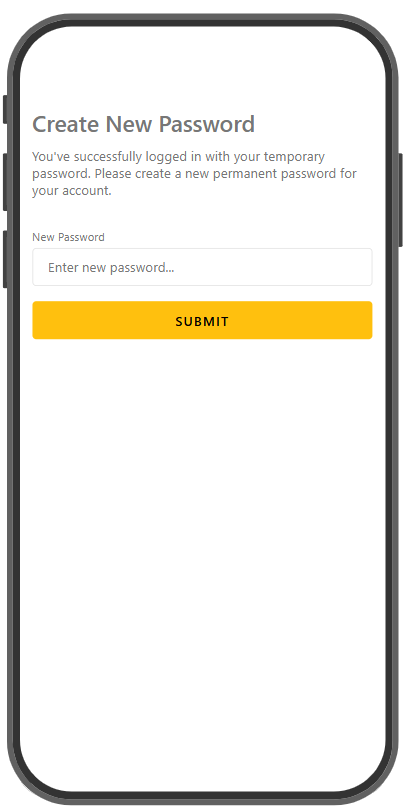 Create New Password
You've successfully logged in with your temporary
password. Please create a new permanent password for
your account.
New Password
Enter new password...
SUBMIT